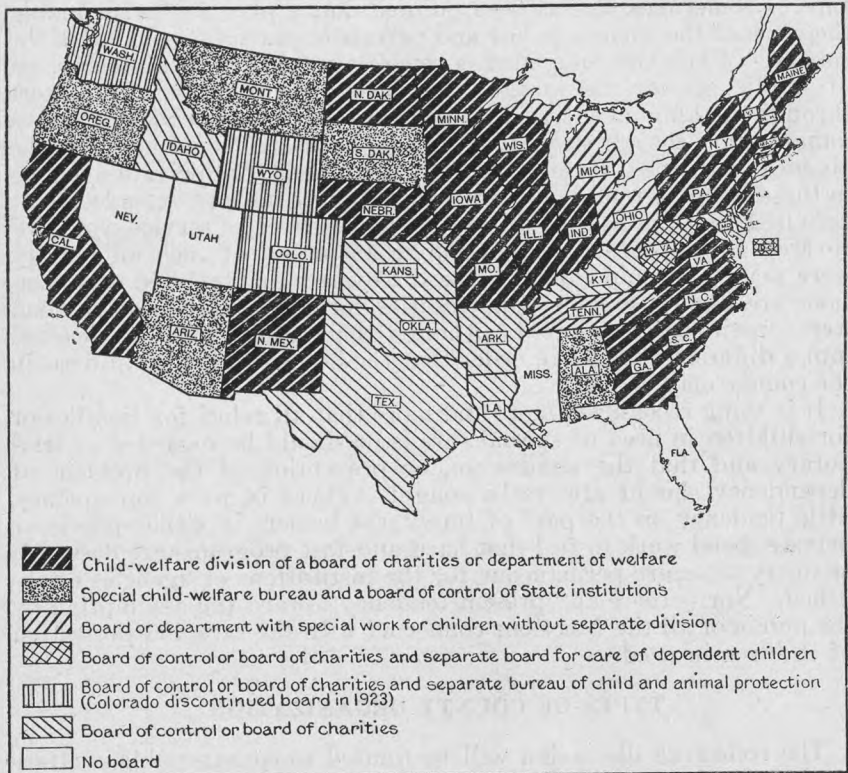 WASH.
MONT.
N. DAK.
MINN.
MAINE
OREG.
IDAHO
S. DAK.
WIS.
MICH.
N. Y.
WYO
NEBR.
IOWA
PA.
NEV.
UTAH
COLO.
ILL.
IND.
OHIO
W. VA.
DEL.
D.C.
CAL.
KANS.
MO.
KY.
VA.
ARIZ.
N. MEX.
OKLA.
ARK.
TENN.
N. C.
S. C.
TEX.
LA.
MISS.
ALA.
GA.
FLA.
Child-welfare division of a board of charities or department of welfare
Special child-welfare bureau and a board of control of State institutions
Board or department with special work for children without separate division
Board of control or board of charities and separate board for care of dependent children
Board of control or board of charities and separate bureau of child and animal protection
(Colorado discontinued board in 1923)
Board of control or board of charities
No board